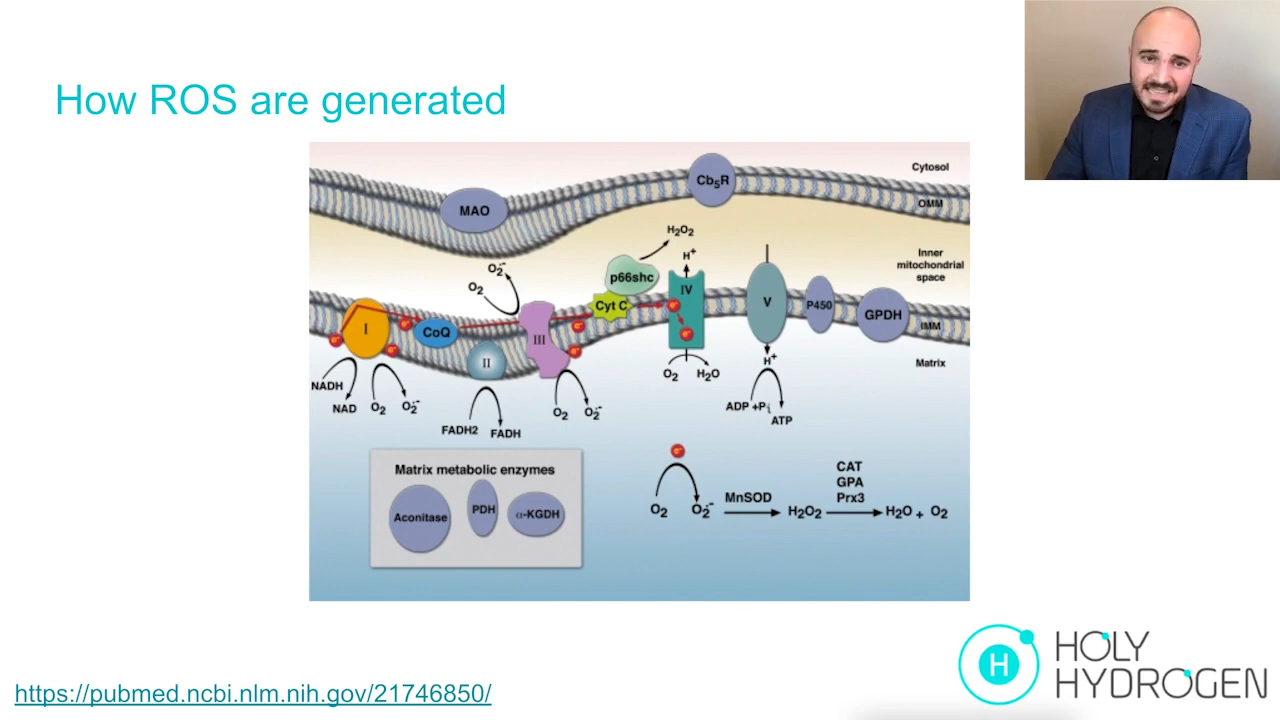 How ROS are generated
Cytosol
MAO
Cb5R
OMM
Inner
mitochondrial
space
H2O2
H+
O2
O2·-
p66shc
Cyt C
e-
IV
I
e-
e-
e-
CoQ
II
III
e-
e-
e-
e-
V
P450
GPDH
IMM
Matrix
NADH
NAD
O2
O2·-
FADH2
FADH
O2
O2·-
O2
H2O
H+
ADP +Pi
ATP
Matrix metabolic enzymes
Aconitase
PDH
α-KGDH
e-
O2
O2·-
MnSOD
H2O2
CAT
GPA
Prx3
H2O + O2
H
HOLY
HYDROGEN
https://pubmed.ncbi.nlm.nih.gov/21746850/